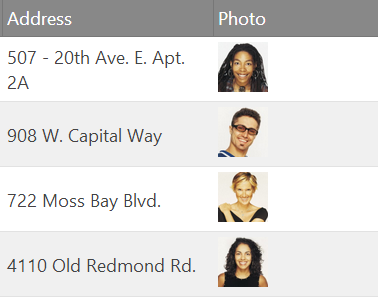 Address Photo
507 - 20th Ave. E. Apt.
2A
908 W. Capital Way
722 Moss Bay Blvd.
4110 Old Redmond Rd.